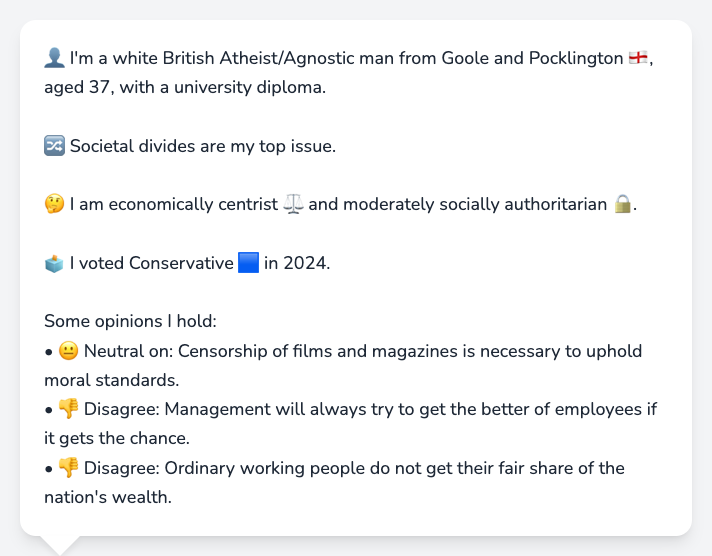 👤 I'm a white British Atheist/Agnostic man from Goole and Pocklington 🏴󠁧󠁢󠁥󠁮󠁧󠁿,
aged 37, with a university diploma.
🔀 Societal divides are my top issue.
🤔 I am economically centrist ⚖️ and moderately socially authoritarian 🔒.
🗳️ I voted Conservative 🟦 in 2024.
Some opinions I hold:
• 😐 Neutral on: Censorship of films and magazines is necessary to uphold
moral standards.
• 👎 Disagree: Management will always try to get the better of employees if
it gets the chance.
• 👎 Disagree: Ordinary working people do not get their fair share of the
nation's wealth.